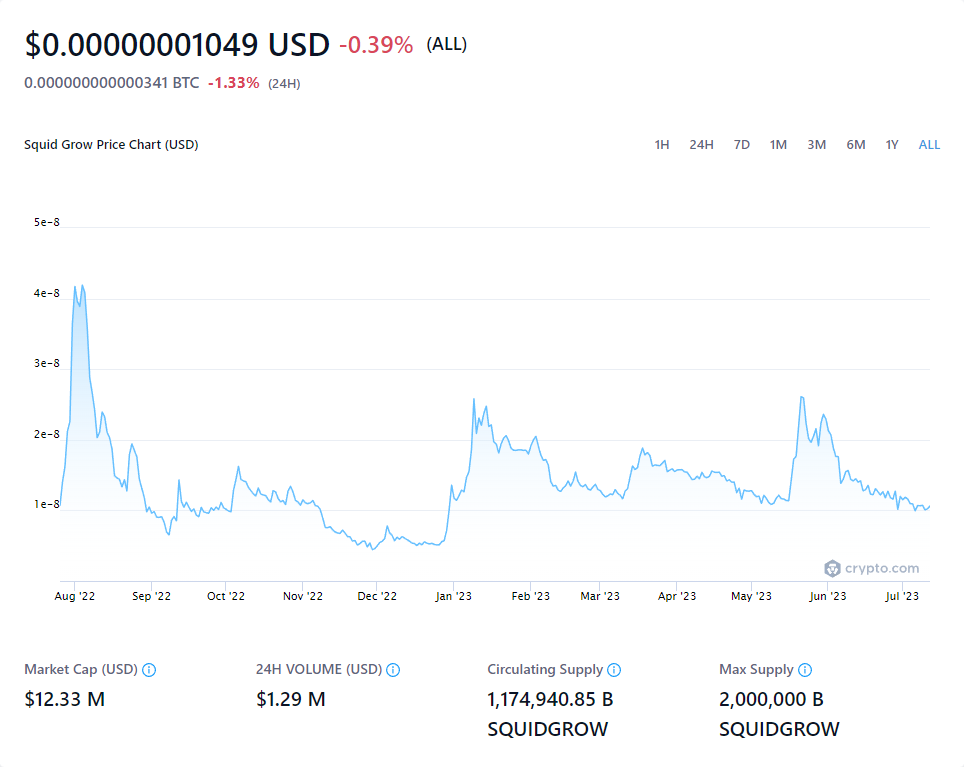 $0.00000001049 USD -0.39% (ALL)
0.000000000000341 BTC -1.33% (24H)
Squid Grow Price Chart (USD) 1H 24H 7D 1M 3M 6M 1Y ALL
5e-8
4e-8
3e-8
2e-8
1e-8
crypto.com
Aug '22 Sep '22 Oct '22 Nov '22 Dec '22 Jan '23 Feb '23 Mar '23 Apr '23 May '23 Jun '23 Jul '23
Market Cap (USD) 24H VOLUME (USD) Circulating Supply Max Supply
$12.33 M $1.29 M 1,174,940.85 B 2,000,000 B
SQUIDGROW SQUIDGROW